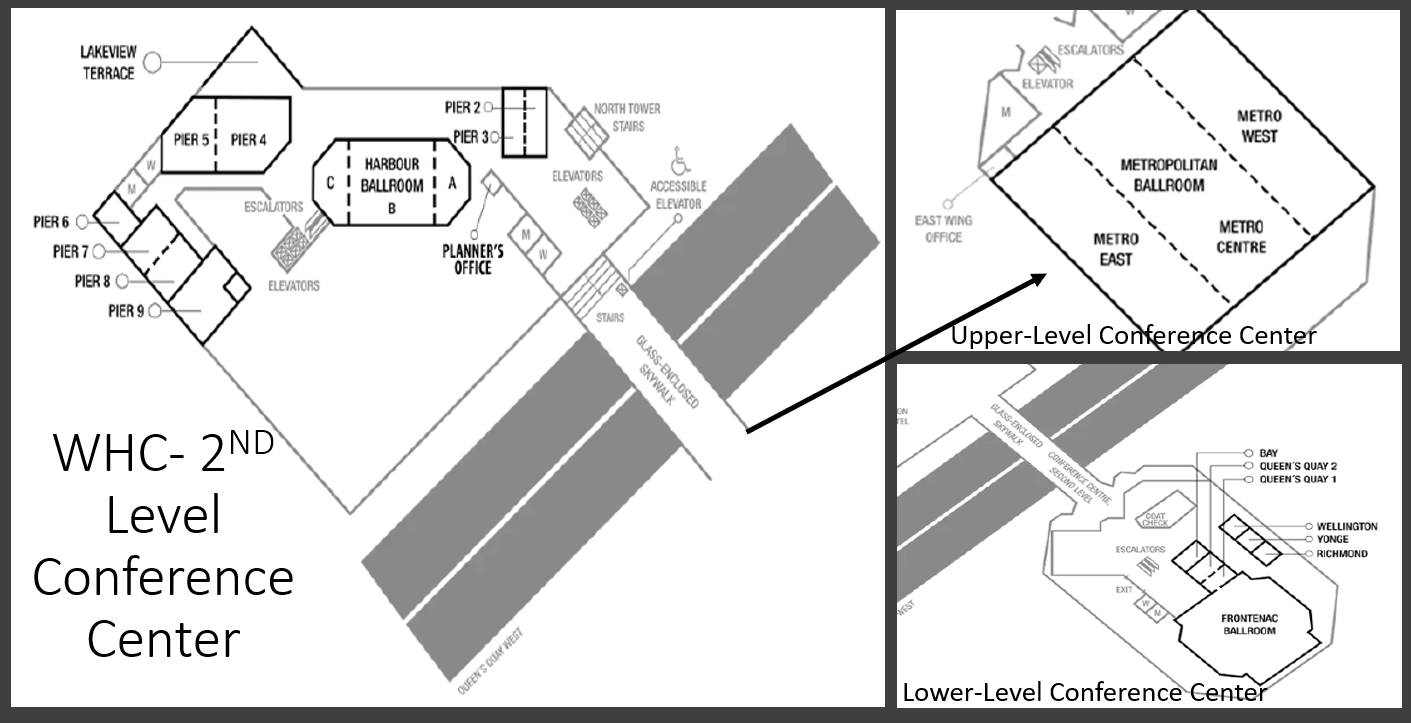 LAKEVIEW
TERRACE
PIER 5
PIER 4
W
M
PIER 6
PIER 7
PIER 8
PIER 9
ESCALATORS
ELEVATORS
HARBOUR
BALLROOM
C
B
A
PIER 2
PIER 3
NORTH TOWER
STAIRS
ELEVATORS
ACCESSIBLE
ELEVATOR
PLANNER'S
OFFICE
M
W
STAIRS
GLASS-ENCLOSED
SKYWALK
QUEEN'S QUAY WEST
WHC- 2ND
Level
Conference
Center
W
ESCALATORS
ELEVATOR
M
EAST WING
OFFICE
METRO
WEST
METROPOLITAN
BALLROOM
METRO
CENTRE
METRO
EAST
Upper-Level Conference Center
ON
TEL
GLASS-ENCLOSED
SKYWALK
CONFERENCE CENTRE,
SECOND LEVEL
BAY
QUEEN'S QUAY 2
QUEEN'S QUAY 1
COAT
CHECK
WELLINGTON
YONGE
RICHMOND
ESCALATORS
EXIT
W
M
WEST
FRONTENAC
BALLROOM
Lower-Level Conference Center